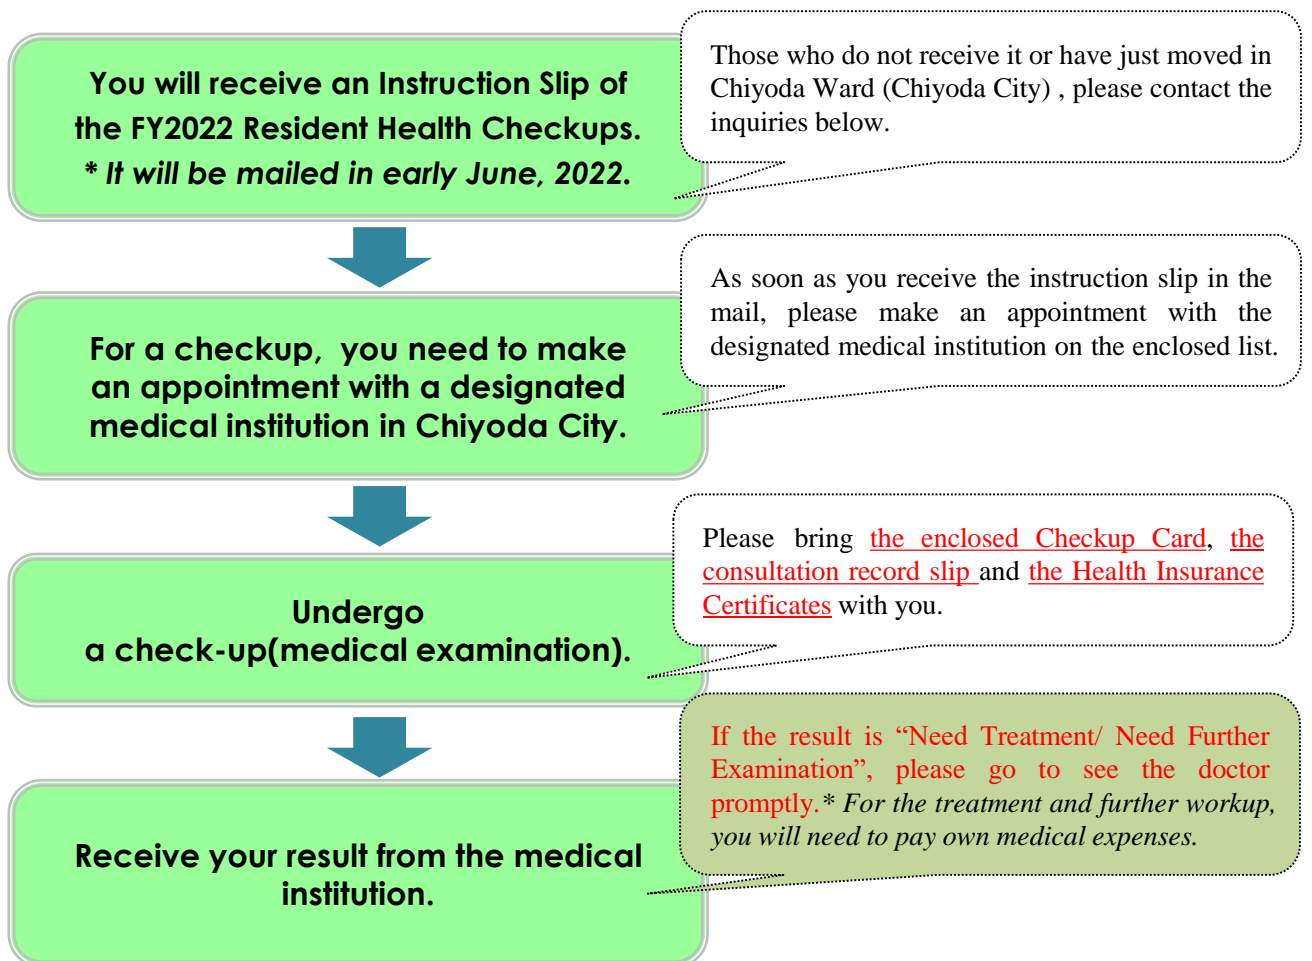 You will receive an Instruction Slip of
the FY2022 Resident Health Checkups.
* It will be mailed in early June, 2022.
Those who do not receive it or have just moved in
Chiyoda Ward (Chiyoda City) , please contact the
inquiries below.
For a checkup, you need to make
an appointment with a designated
medical institution in Chiyoda City.
As soon as you receive the instruction slip in the
mail, please make an appointment with the
designated medical institution on the enclosed list.
Undergo
a check-up(medical examination).
Please bring the enclosed Checkup Card, the
consultation record slip and the Health Insurance
Certificates with you.
Receive your result from the medical
institution.
If the result is “Need Treatment/ Need Further
Examination”, please go to see the doctor
promptly.* For the treatment and further workup,
you will need to pay own medical expenses.